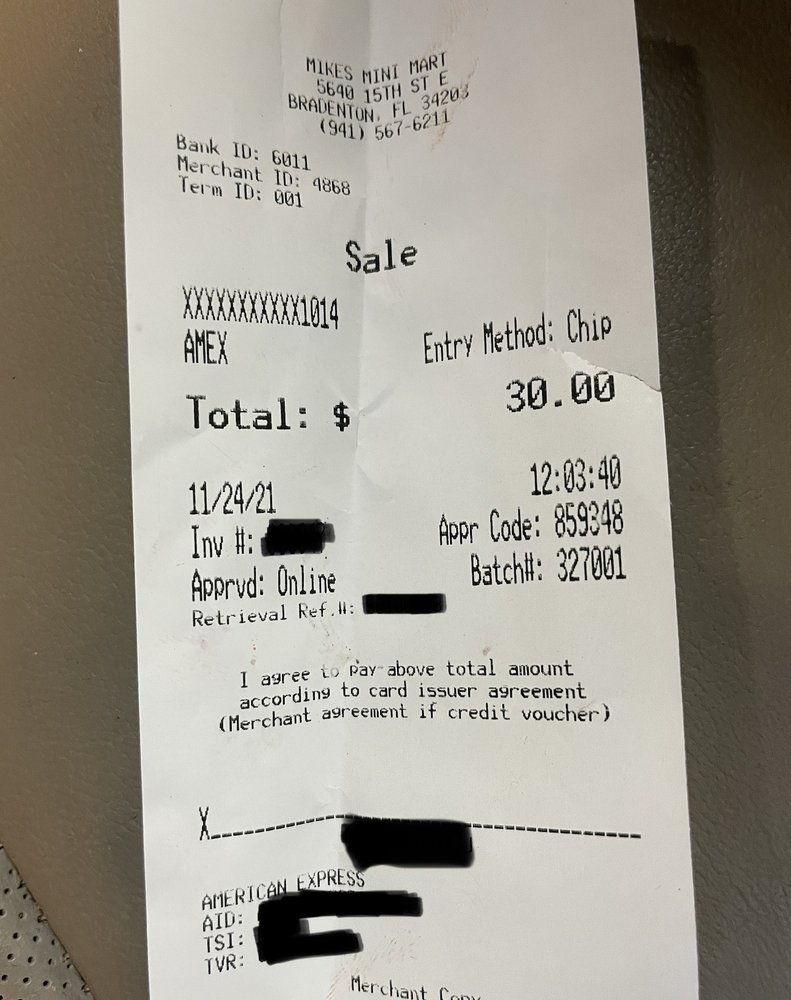 MIKES MINI MART
5640 15TH ST E
BRADENTON, FL 34203
(941) 567-6211
Bank ID: 6011
Merchant ID: 4868
Term ID: 001
Sale
XXXXXXXXXXX1014
AMEX Entry Method: Chip
Total: $ 30.00
11/24/21 12:03:40
Inv #: Appr Code: 859348
Apprvd: Online Batch#: 327001
Retrieval Ref.#:
I agree to pay above total amount
according to card issuer agreement
(Merchant agreement if credit voucher)
X
AMERICAN EXPRESS
AID:
TSI:
TVR:
Merchant Copy